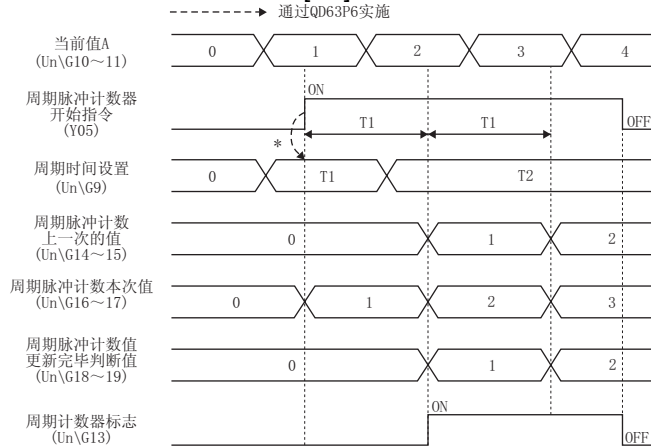 通过QD63P6实施
当前值A
(Un\G10～11)
0 1 2 3 4
周期脉冲计数器
开始指令
(Y05)
ON
OFF
T1 T1
*
周期时间设置
(Un\G9)
0 T1 T2
周期脉冲计数
上一次的值
(Un\G14～15)
0 1 2
周期脉冲计数本次值
(Un\G16～17)
0 1 2 3
周期脉冲计数值
更新完毕判断值
(Un\G18～19)
0 1 2
周期计数器标志
(Un\G13)
ON
OFF